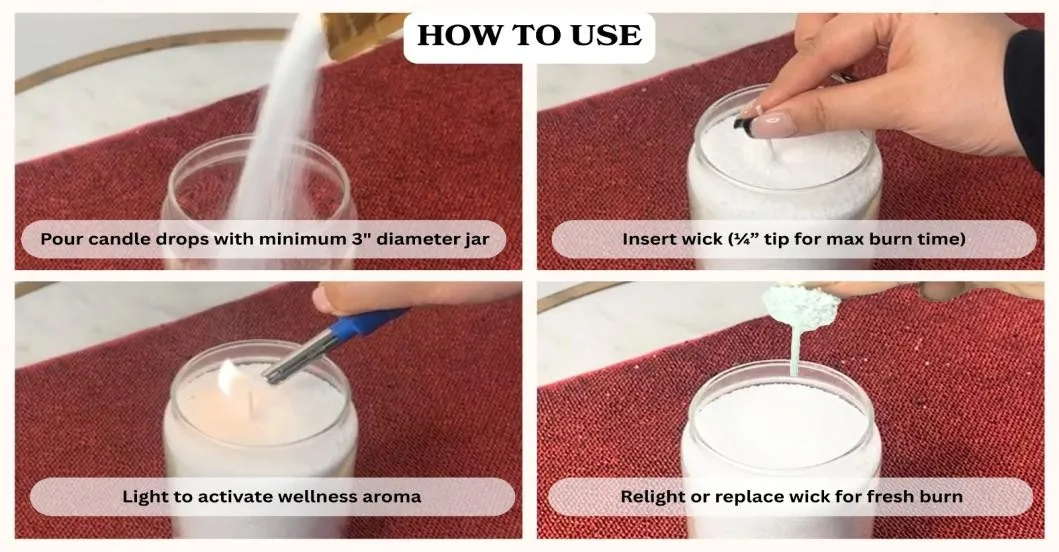 HOW TO USE
Pour candle drops with minimum 3" diameter jar
Insert wick (¼” tip for max burn time)
Light to activate wellness aroma
Relight or replace wick for fresh burn